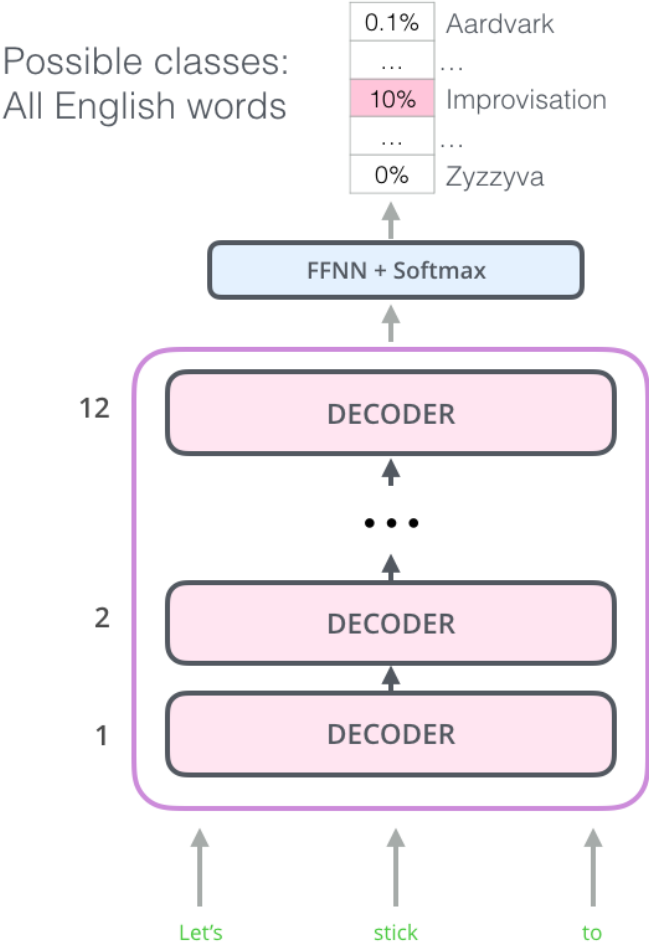 0.1% Aardvark
Possible classes:
... ...
All English words
10% Improvisation
... ...
0% Zyzzyva
FFNN + Softmax
12 DECODER
...
2 DECODER
1 DECODER
Let's stick to